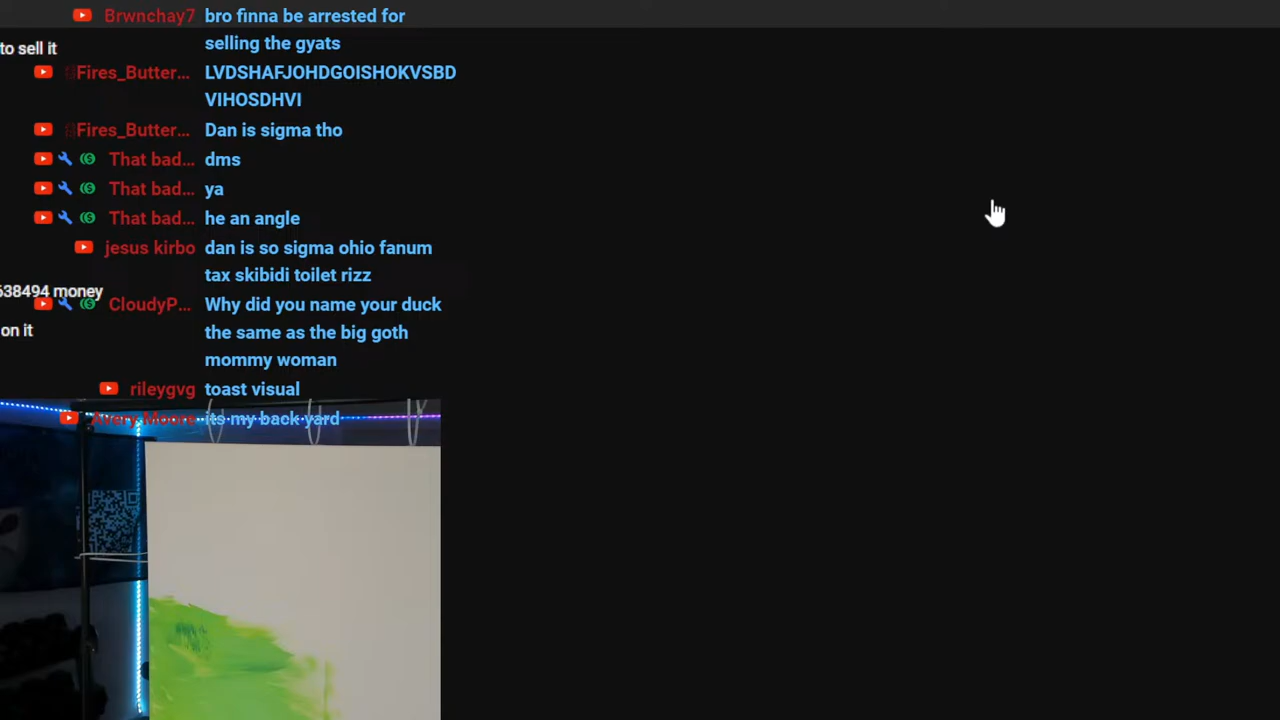 Brwnchay7 bro finna be arrested for
selling the gyats
to sell it
Fires_Butter... LVDSHAFJOHDGOISHOKVSBD
VIHOSDHVI
Fires_Butter... Dan is sigma tho
That bad... dms
That bad... ya
That bad... he an angle
jesus kirbo dan is so sigma ohio fanum
tax skibidi toilet rizz
638494 money
CloudyP... Why did you name your duck
on it
the same as the big goth
mommy woman
rileygvg toast visual
Avery Moore its my back yard